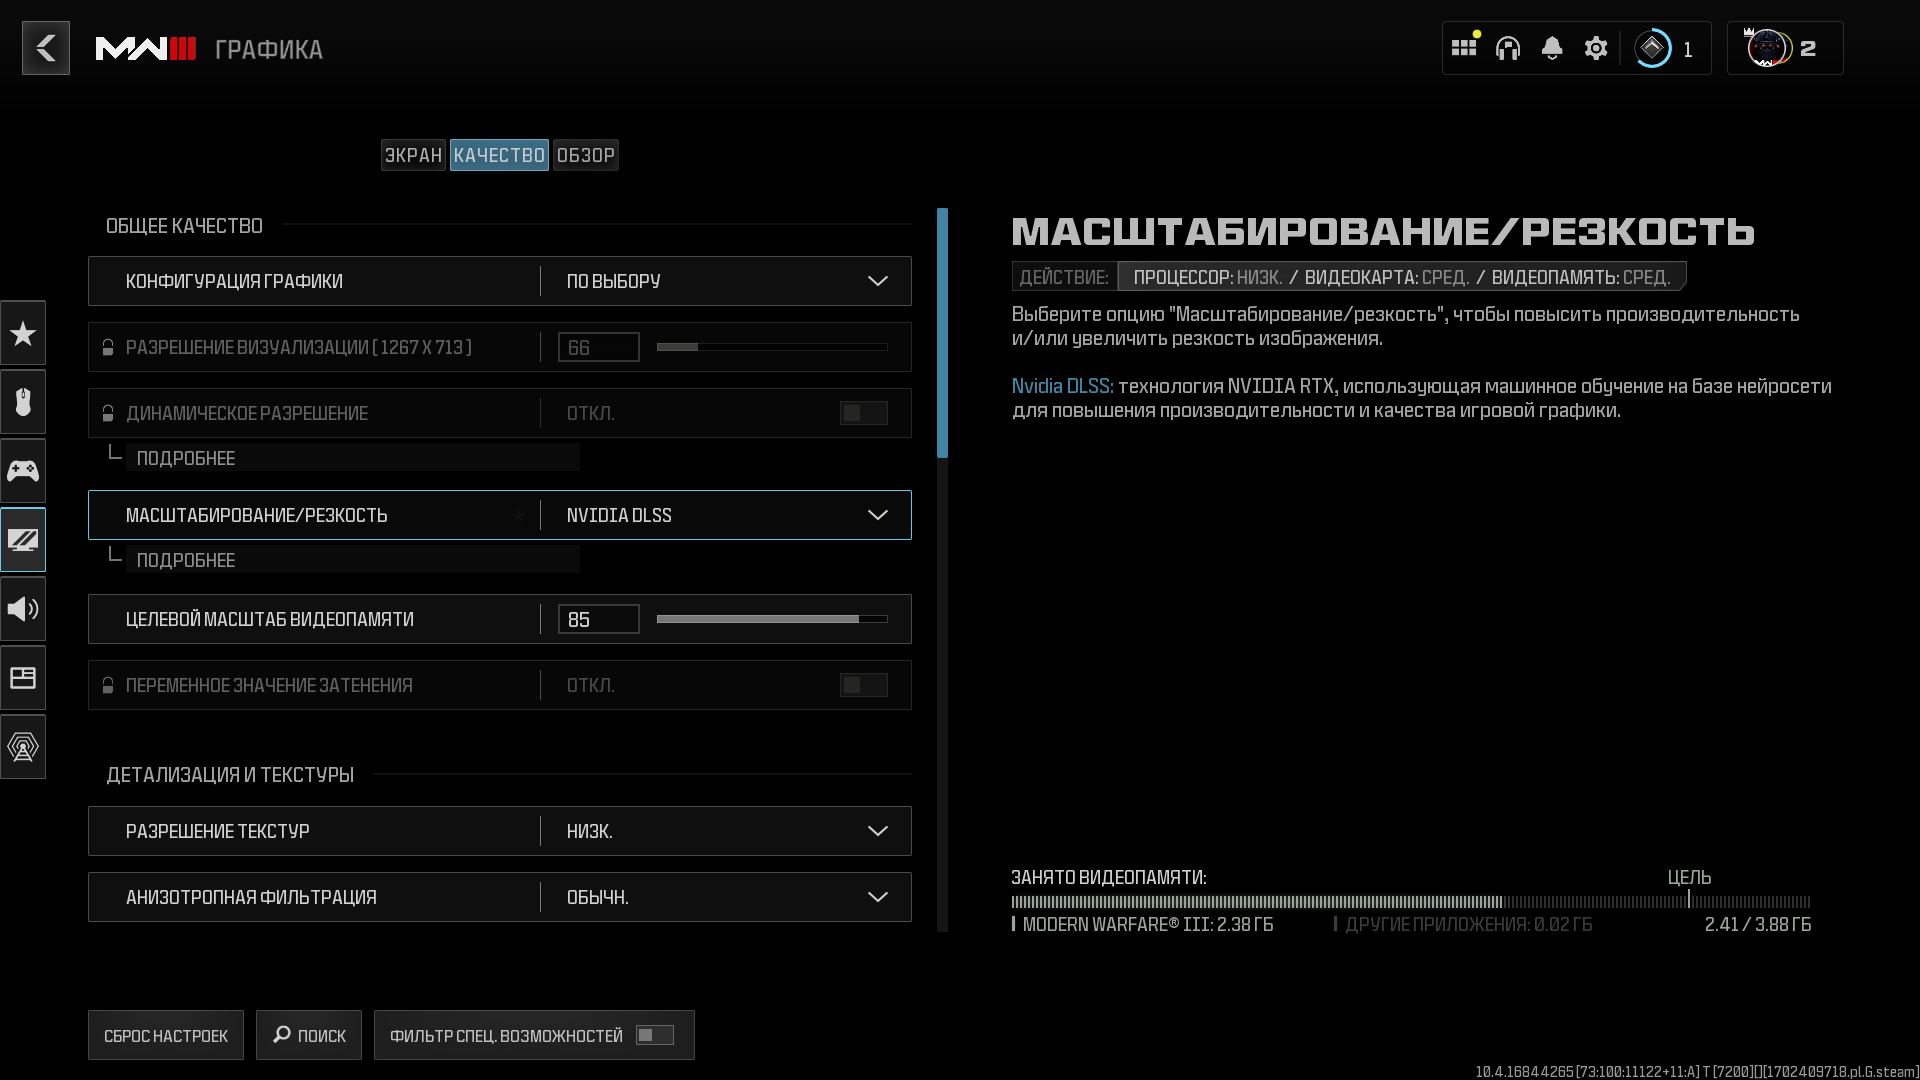 MWIII ГРАФИКА
1
2
ЭКРАН КАЧЕСТВО ОБЗОР
ОБЩЕЕ КАЧЕСТВО
КОНФИГУРАЦИЯ ГРАФИКИ ПО ВЫБОРУ
РАЗРЕШЕНИЕ ВИЗУАЛИЗАЦИИ [ 1267 X 713 ] 66
ДИНАМИЧЕСКОЕ РАЗРЕШЕНИЕ ОТКЛ.
ПОДРОБНЕЕ
МАСШТАБИРОВАНИЕ/РЕЗКОСТЬ NVIDIA DLSS
ПОДРОБНЕЕ
ЦЕЛЕВОЙ МАСШТАБ ВИДЕОПАМЯТИ 85
ПЕРЕМЕННОЕ ЗНАЧЕНИЕ ЗАТЕНЕНИЯ ОТКЛ.
ДЕТАЛИЗАЦИЯ И ТЕКСТУРЫ
РАЗРЕШЕНИЕ ТЕКСТУР НИЗК.
АНИЗОТРОПНАЯ ФИЛЬТРАЦИЯ ОБЫЧН.
МАСШТАБИРОВАНИЕ/РЕЗКОСТЬ
ДЕЙСТВИЕ: ПРОЦЕССОР: НИЗК. / ВИДЕОКАРТА: СРЕД. / ВИДЕОПАМЯТЬ: СРЕД.
Выберите опцию "Масштабирование/резкость", чтобы повысить производительность
и/или увеличить резкость изображения.
Nvidia DLSS: технология NVIDIA RTX, использующая машинное обучение на базе нейросети
для повышения производительности и качества игровой графики.
ЗАНЯТО ВИДЕОПАМЯТИ: ЦЕЛЬ
MODERN WARFARE® III: 2.38 ГБ ДРУГИЕ ПРИЛОЖЕНИЯ: 0.02 ГБ 2.41 / 3.88 ГБ
СБРОС НАСТРОЕК ПОИСК ФИЛЬТР СПЕЦ. ВОЗМОЖНОСТЕЙ
10.4.16844265[73:100:11122+11:A] T [7200][][1702409718.pl.G.steam]